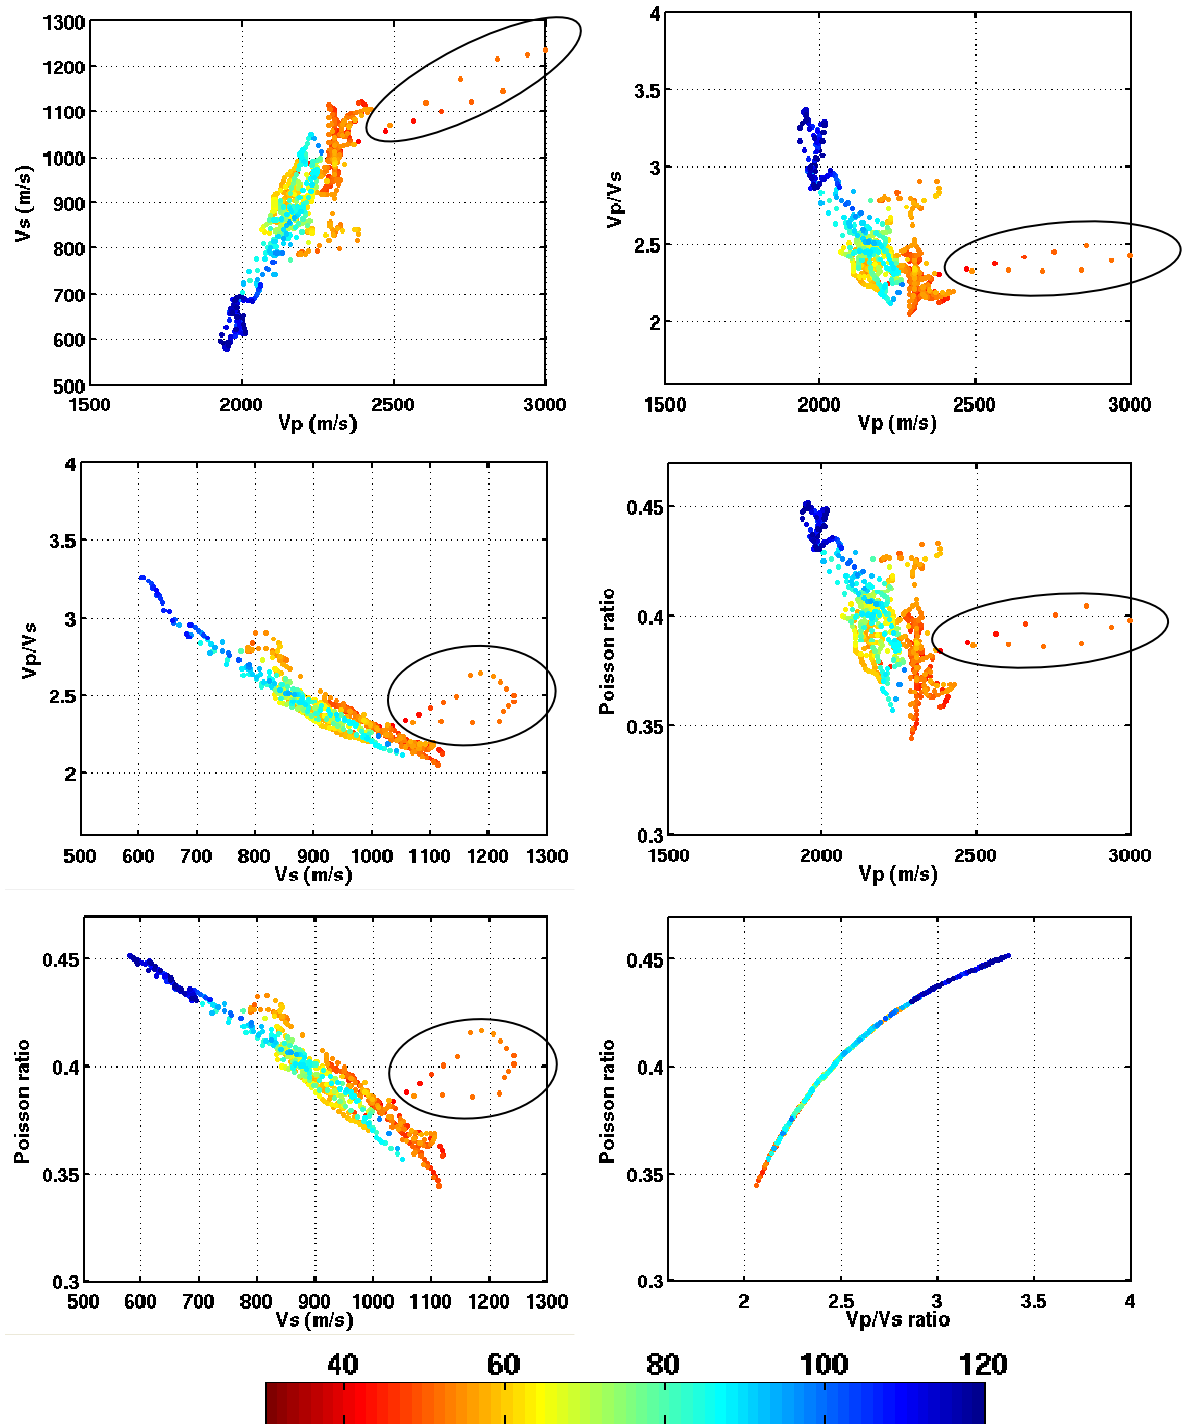 1300
1200
1100
1000
900
800
700
600
500
Vs (m/s)
1500 2000 2500 3000
Vp (m/s)
4
3.5
3
2.5
2
Vp/Vs
1500 2000 2500 3000
Vp (m/s)
4
3.5
3
2.5
2
Vp/Vs
500 600 700 800 900 1000 1100 1200 1300
Vs (m/s)
0.45
0.4
0.35
0.3
Poisson ratio
1500 2000 2500 3000
Vp (m/s)
0.45
0.4
0.35
0.3
Poisson ratio
500 600 700 800 900 1000 1100 1200 1300
Vs (m/s)
0.45
0.4
0.35
0.3
Poisson ratio
2 2.5 3 3.5 4
Vp/Vs ratio
40 60 80 100 120